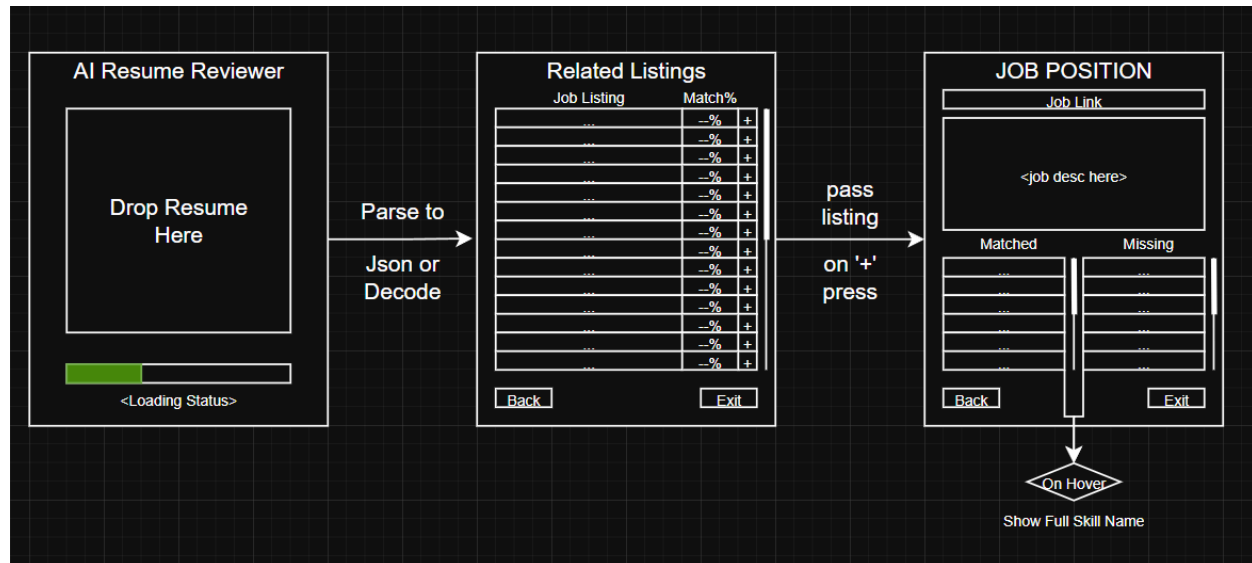 AI Resume Reviewer
Drop Resume
Here
<Loading Status>
Parse to
Json or
Decode
Related Listings
Job Listing Match%
... --% +
... --% +
... --% +
... --% +
... --% +
... --% +
... --% +
... --% +
... --% +
... --% +
... --% +
... --% +
... --% +
... --% +
Back Exit
pass
listing
on '+'
press
JOB POSITION
Job Link
<job desc here>
Matched Missing
... ...
... ...
... ...
... ...
... ...
... ...
Back Exit
On Hover
Show Full Skill Name